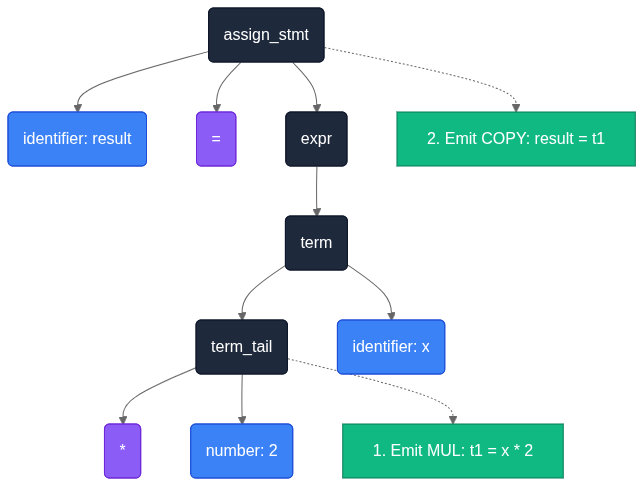 assign_stmt
identifier: result
=
expr
2. Emit COPY: result = t1
term
term_tail
identifier: x
*
number: 2
1. Emit MUL: t1 = x * 2